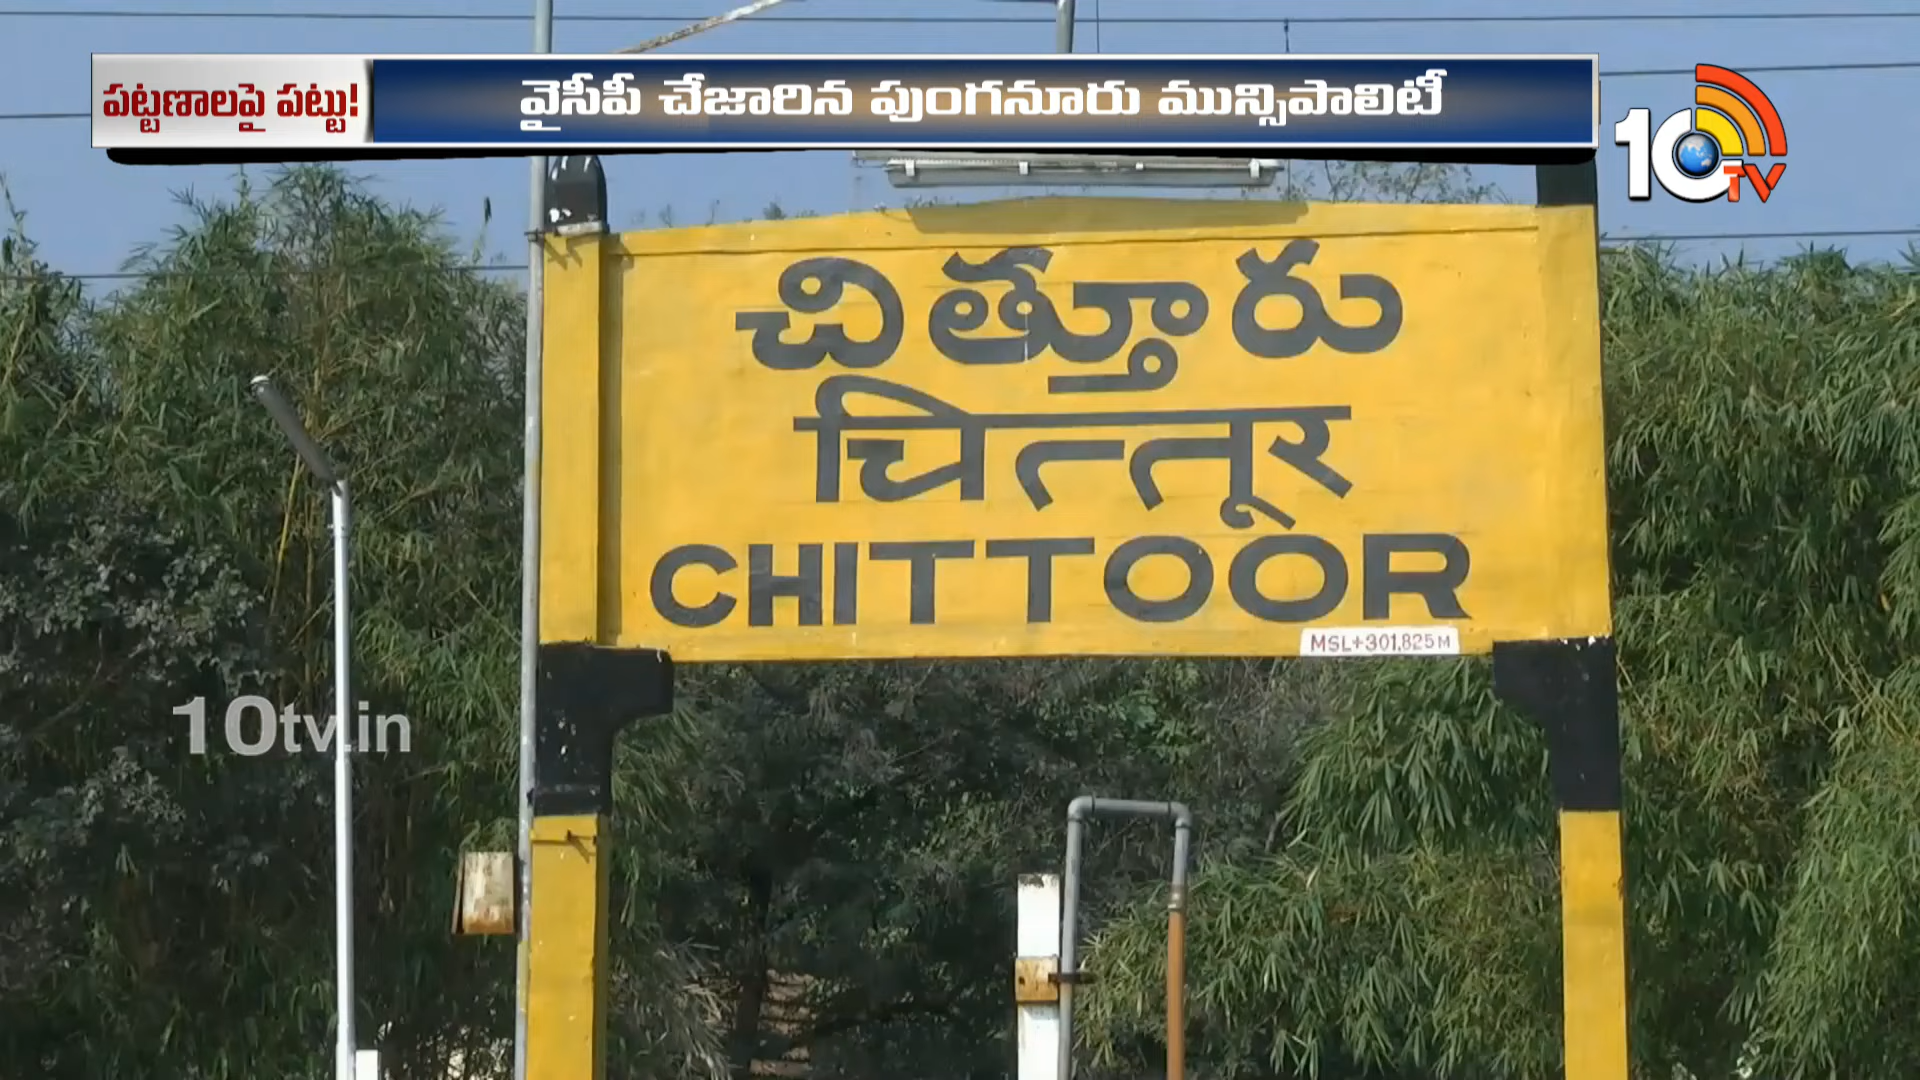 పట్టణాలపై పట్టు!
వైసీపీ చేజారిన పుంగనూరు మున్సిపాలిటీ
10TV
చిత్తూరు
चित्तूर
CHITTOOR
MSL+301.825M
10tv.in